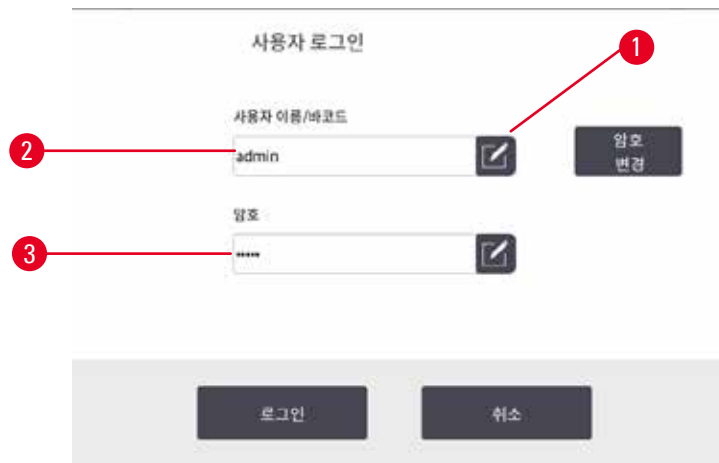 사용자 로그인
1
사용자 이름/바코드
2
admin
암호
변경
암호
3
•••••
로그인
취소